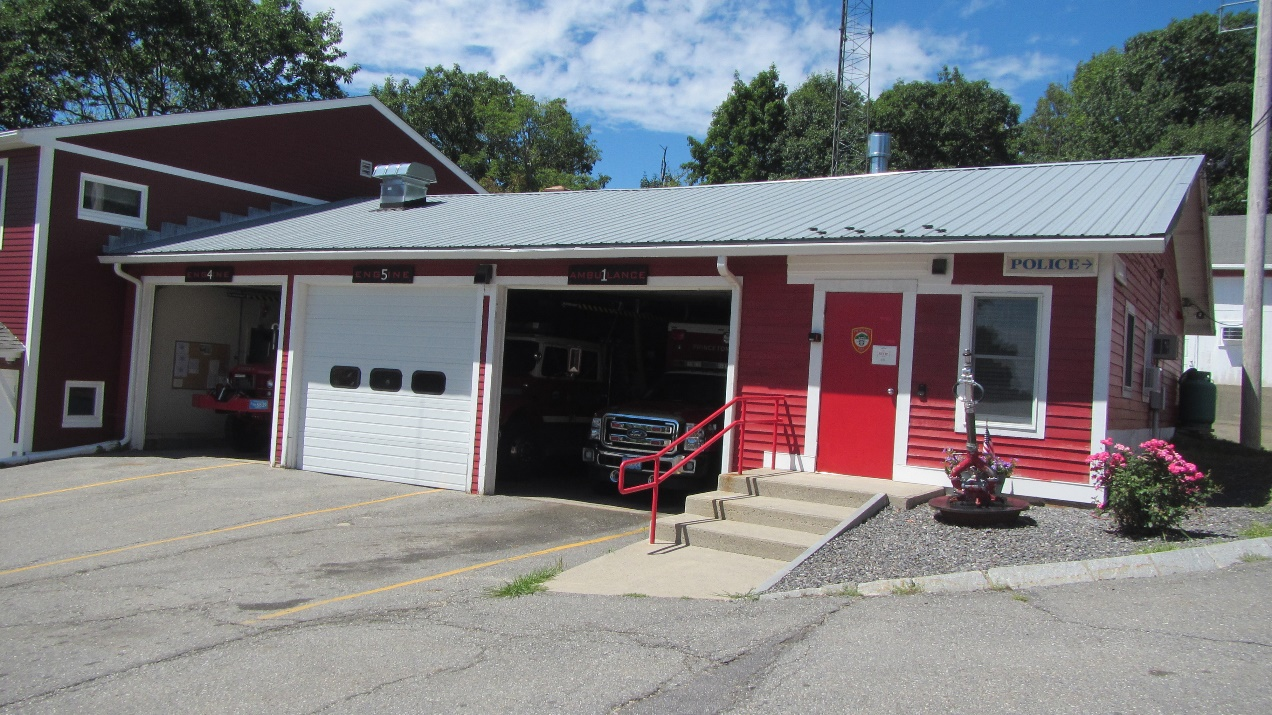 ENGINE 4
ENGINE 5
AMBULANCE 1
POLICE→